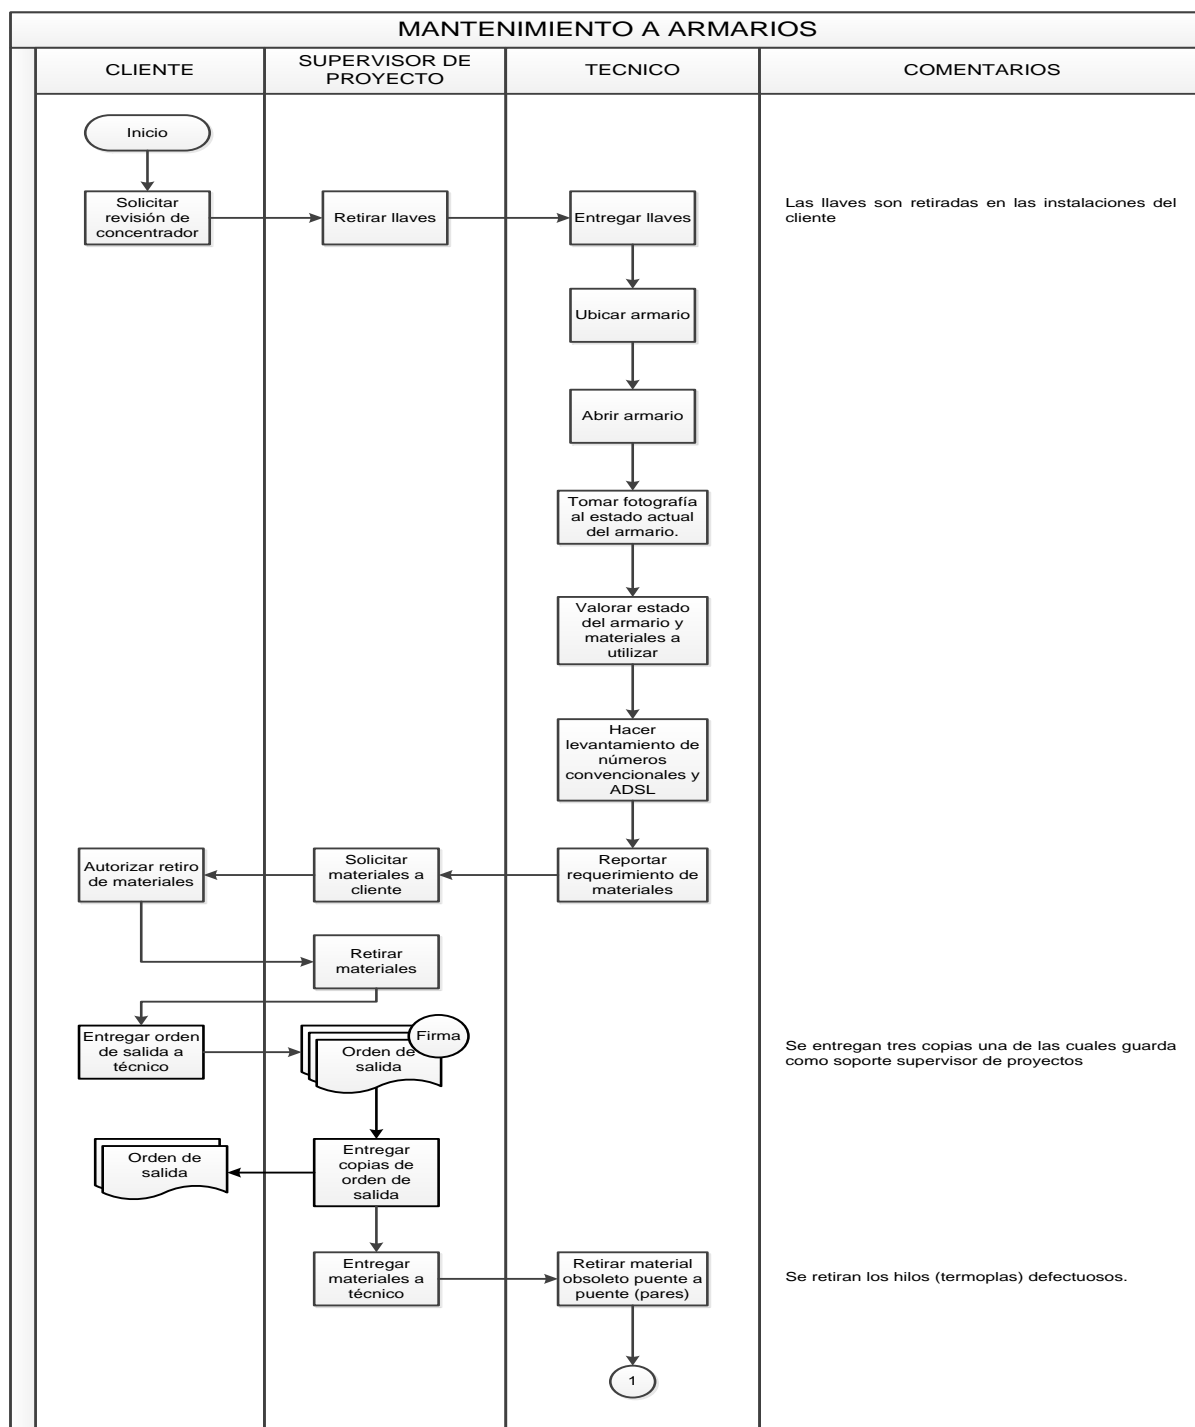 MANTENIMIENTO A ARMARIOS
CLIENTE
SUPERVISOR DE
PROYECTO
TECNICO
COMENTARIOS
Inicio
Solicitar
revisión de
concentrador
Retirar llaves
Entregar llaves
Las llaves son retiradas en las instalaciones del
cliente
Ubicar armario
Abrir armario
Tomar fotografía
al estado actual
del armario.
Valorar estado
del armario y
materiales a
utilizar
Hacer
levantamiento de
números
convencionales y
ADSL
Autorizar retiro
de materiales
Solicitar
materiales a
cliente
Reportar
requerimiento de
materiales
Retirar
materiales
Entregar orden
de salida a
técnico
Firma
Orden de
salida
Se entregan tres copias una de las cuales guarda
como soporte supervisor de proyectos
Orden de
salida
Entregar
copias de
orden de
salida
Entregar
materiales a
técnico
Retirar material
obsoleto puente a
puente (pares)
Se retiran los hilos (termoplas) defectuosos.
1